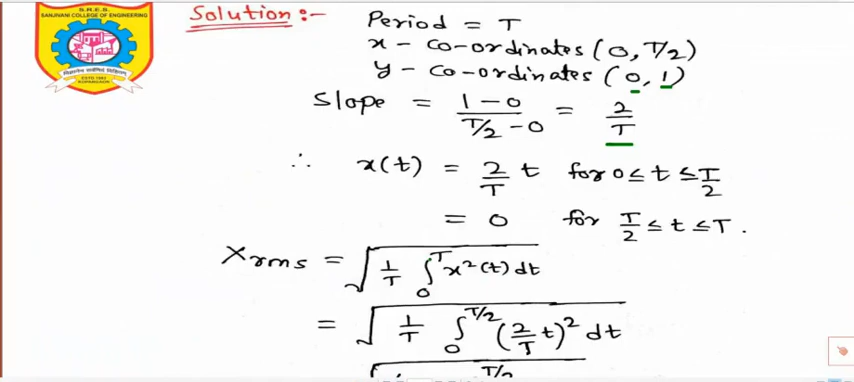 S.R.E.S.
SANJIVANI COLLEGE OF ENGINEERING
ESTD 1983
KOPARGAON
Solution :-
Period = T
x - co-ordinates (0, T/2)
y - co-ordinates (0, 1)
Slope = (1-0)/(T/2 - 0) = 2/T
∴ x(t) = 2/T t for 0 ≤ t ≤ T/2
= 0 for T/2 ≤ t ≤ T.
Xrms = √(1/T ∫₀ᵀ x²(t) dt)
= √(1/T ∫₀^(T/2) (2/T t)² dt)
T/2